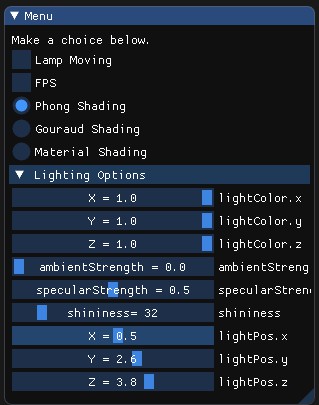 Menu
Make a choice below.
Lamp Moving
FPS
Phong Shading
Gouraud Shading
Material Shading
Lighting Options
X = 1.0 lightColor.x
Y = 1.0 lightColor.y
Z = 1.0 lightColor.z
ambientStrength = 0.0 ambientStreng
specularStrength = 0.5 specularStren
shininess= 32 shininess
X = 0.5 lightPos.x
Y = 2.6 lightPos.y
Z = 3.8 lightPos.z